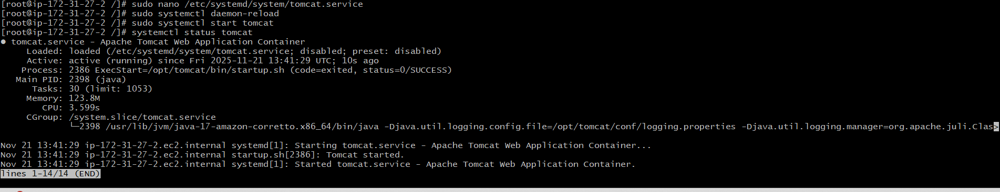 [root@ip-172-31-27-2 /]# sudo nano /etc/systemd/system/tomcat.service
[root@ip-172-31-27-2 /]# sudo systemctl daemon-reload
[root@ip-172-31-27-2 /]# sudo systemctl start tomcat
[root@ip-172-31-27-2 /]# systemctl status tomcat
● tomcat.service - Apache Tomcat Web Application Container
Loaded: loaded (/etc/systemd/system/tomcat.service; disabled; preset: disabled)
Active: active (running) since Fri 2025-11-21 13:41:29 UTC; 10s ago
Process: 2386 ExecStart=/opt/tomcat/bin/startup.sh (code=exited, status=0/SUCCESS)
Main PID: 2398 (java)
Tasks: 30 (limit: 1053)
Memory: 123.8M
CPU: 3.599s
CGroup: /system.slice/tomcat.service
└─2398 /usr/lib/jvm/java-17-amazon-corretto.x86_64/bin/java -Djava.util.logging.config.file=/opt/tomcat/conf/logging.properties -Djava.util.logging.manager=org.apache.juli.Clas>
Nov 21 13:41:29 ip-172-31-27-2.ec2.internal systemd[1]: Starting tomcat.service - Apache Tomcat Web Application Container...
Nov 21 13:41:29 ip-172-31-27-2.ec2.internal startup.sh[2386]: Tomcat started.
Nov 21 13:41:29 ip-172-31-27-2.ec2.internal systemd[1]: Started tomcat.service - Apache Tomcat Web Application Container.
lines 1-14/14 (END)